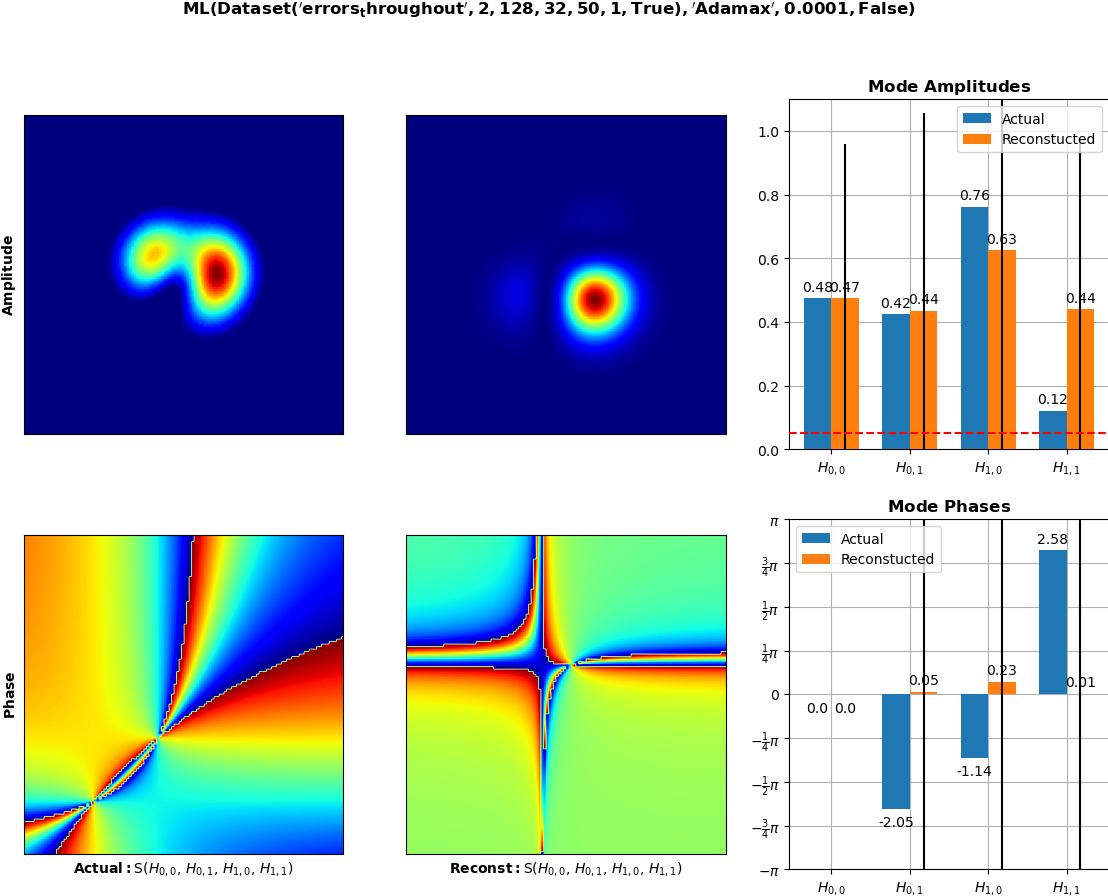 ML(Dataset('errors_throughout', 2, 128, 32, 50, 1, True), 'Adamax', 0.0001, False)
Mode Amplitudes
Amplitude
Actual
Reconstucted
1.0
0.8
0.6
0.4
0.2
0.0
0.48 0.47
0.42 0.44
0.76 0.63
0.12 0.44
H0,0 H0,1 H1,0 H1,1
Mode Phases
Phase
Actual
Reconstucted
π
3/4π
1/2π
1/4π
0
−1/4π
−1/2π
−3/4π
−π
0.0 0.0
-2.05 0.05
-1.14 0.23
2.58 0.01
H0,0 H0,1 H1,0 H1,1
Actual: S(H0,0, H0,1, H1,0, H1,1)
Reconst: S(H0,0, H0,1, H1,0, H1,1)